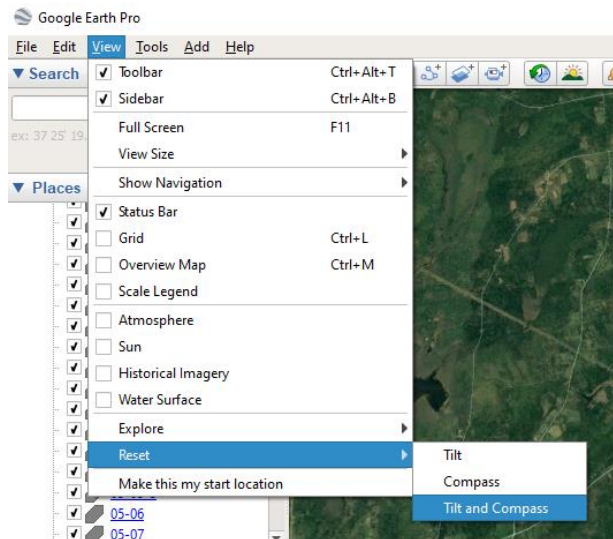 Google Earth Pro
File Edit View Tools Add Help
Search
ex: 37 25' 19.
Places
Toolbar Ctrl+Alt+T
Sidebar Ctrl+Alt+B
Full Screen F11
View Size
Show Navigation
Status Bar
Grid Ctrl+L
Overview Map Ctrl+M
Scale Legend
Atmosphere
Sun
Historical Imagery
Water Surface
Explore
Reset
Make this my start location
Tilt
Compass
Tilt and Compass
05-06
05-07